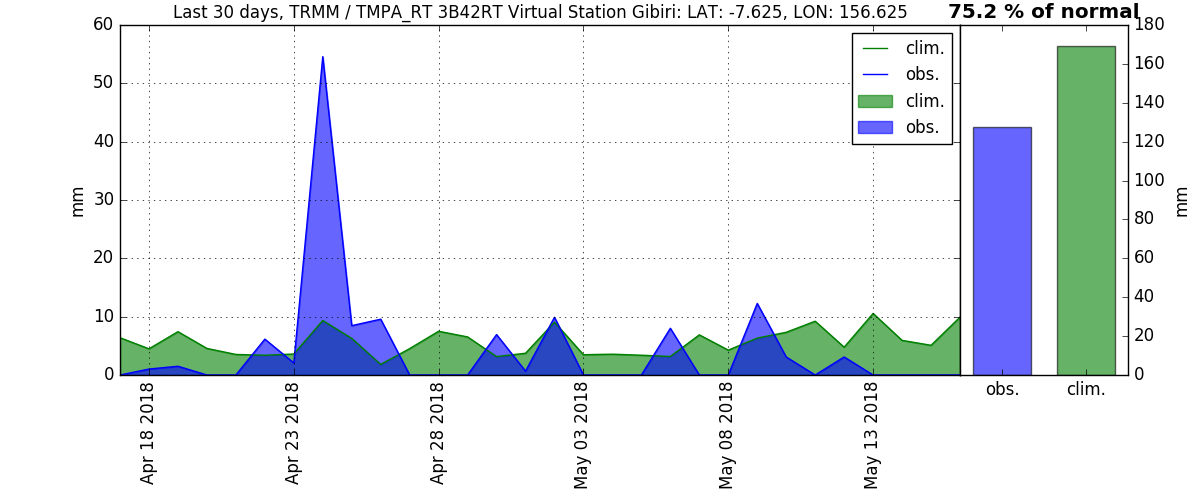 Last 30 days, TRMM / TMPA_RT 3B42RT Virtual Station Gibiri: LAT: -7.625, LON: 156.625
75.2 % of normal
60
50
40
30
20
10
0
mm
clim.
obs.
clim.
obs.
Apr 18 2018
Apr 23 2018
Apr 28 2018
May 03 2018
May 08 2018
May 13 2018
180
160
140
120
100
80
60
40
20
0
mm
obs.
clim.